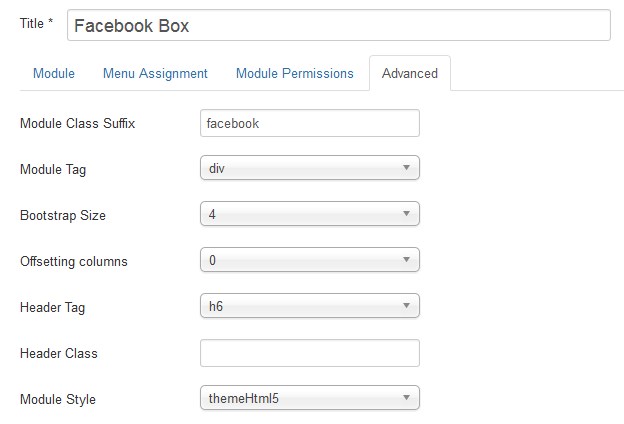 Title * Facebook Box
Module Menu Assignment Module Permissions Advanced
Module Class Suffix facebook
Module Tag div
Bootstrap Size 4
Offsetting columns 0
Header Tag h6
Header Class
Module Style themeHtml5